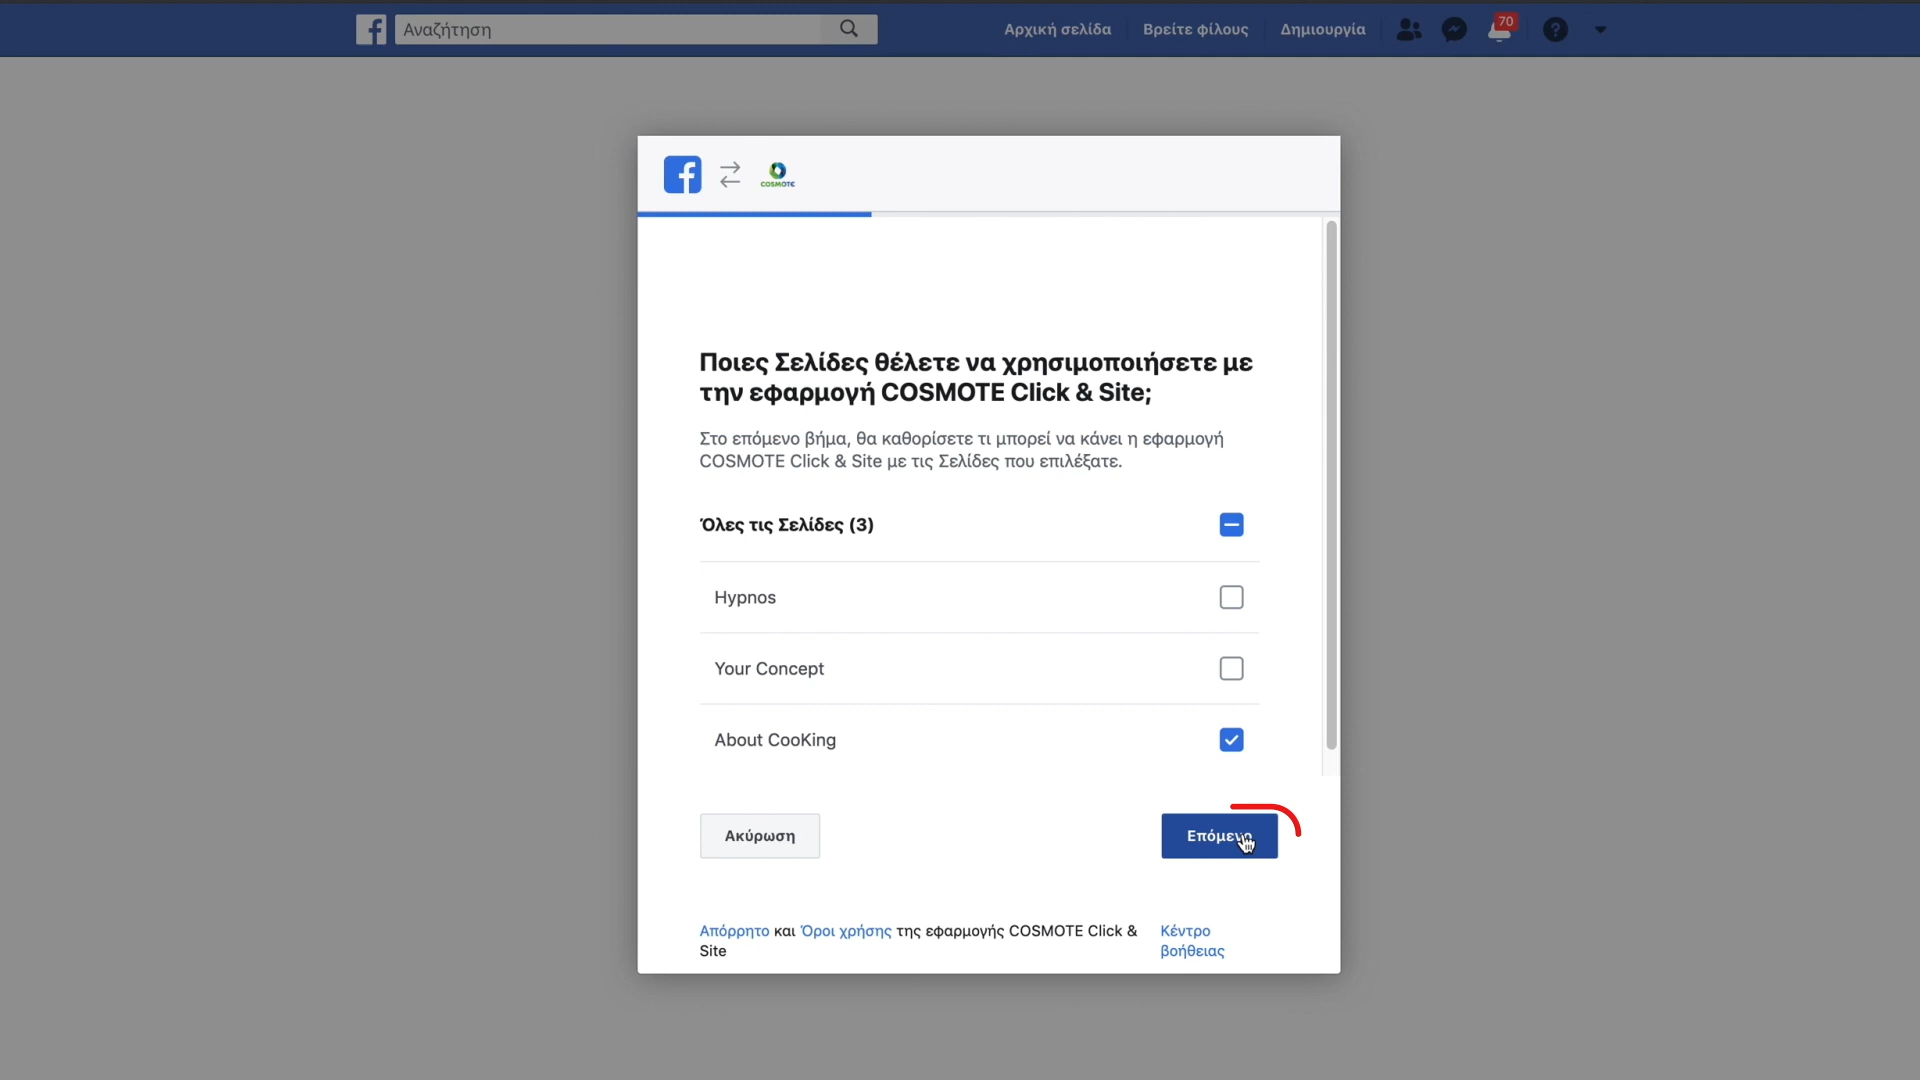 Αναζήτηση
Αρχική σελίδα
Βρείτε φίλους
Δημιουργία
70
COSMOTE
Ποιες Σελίδες θέλετε να χρησιμοποιήσετε με
την εφαρμογή COSMOTE Click & Site;
Στο επόμενο βήμα, θα καθορίσετε τι μπορεί να κάνει η εφαρμογή
COSMOTE Click & Site με τις Σελίδες που επιλέξατε.
Όλες τις Σελίδες (3)
Hypnos
Your Concept
About CooKing
Ακύρωση
Επόμενο
Απόρρητο και Όροι χρήσης της εφαρμογής COSMOTE Click &
Site
Κέντρο
βοήθειας